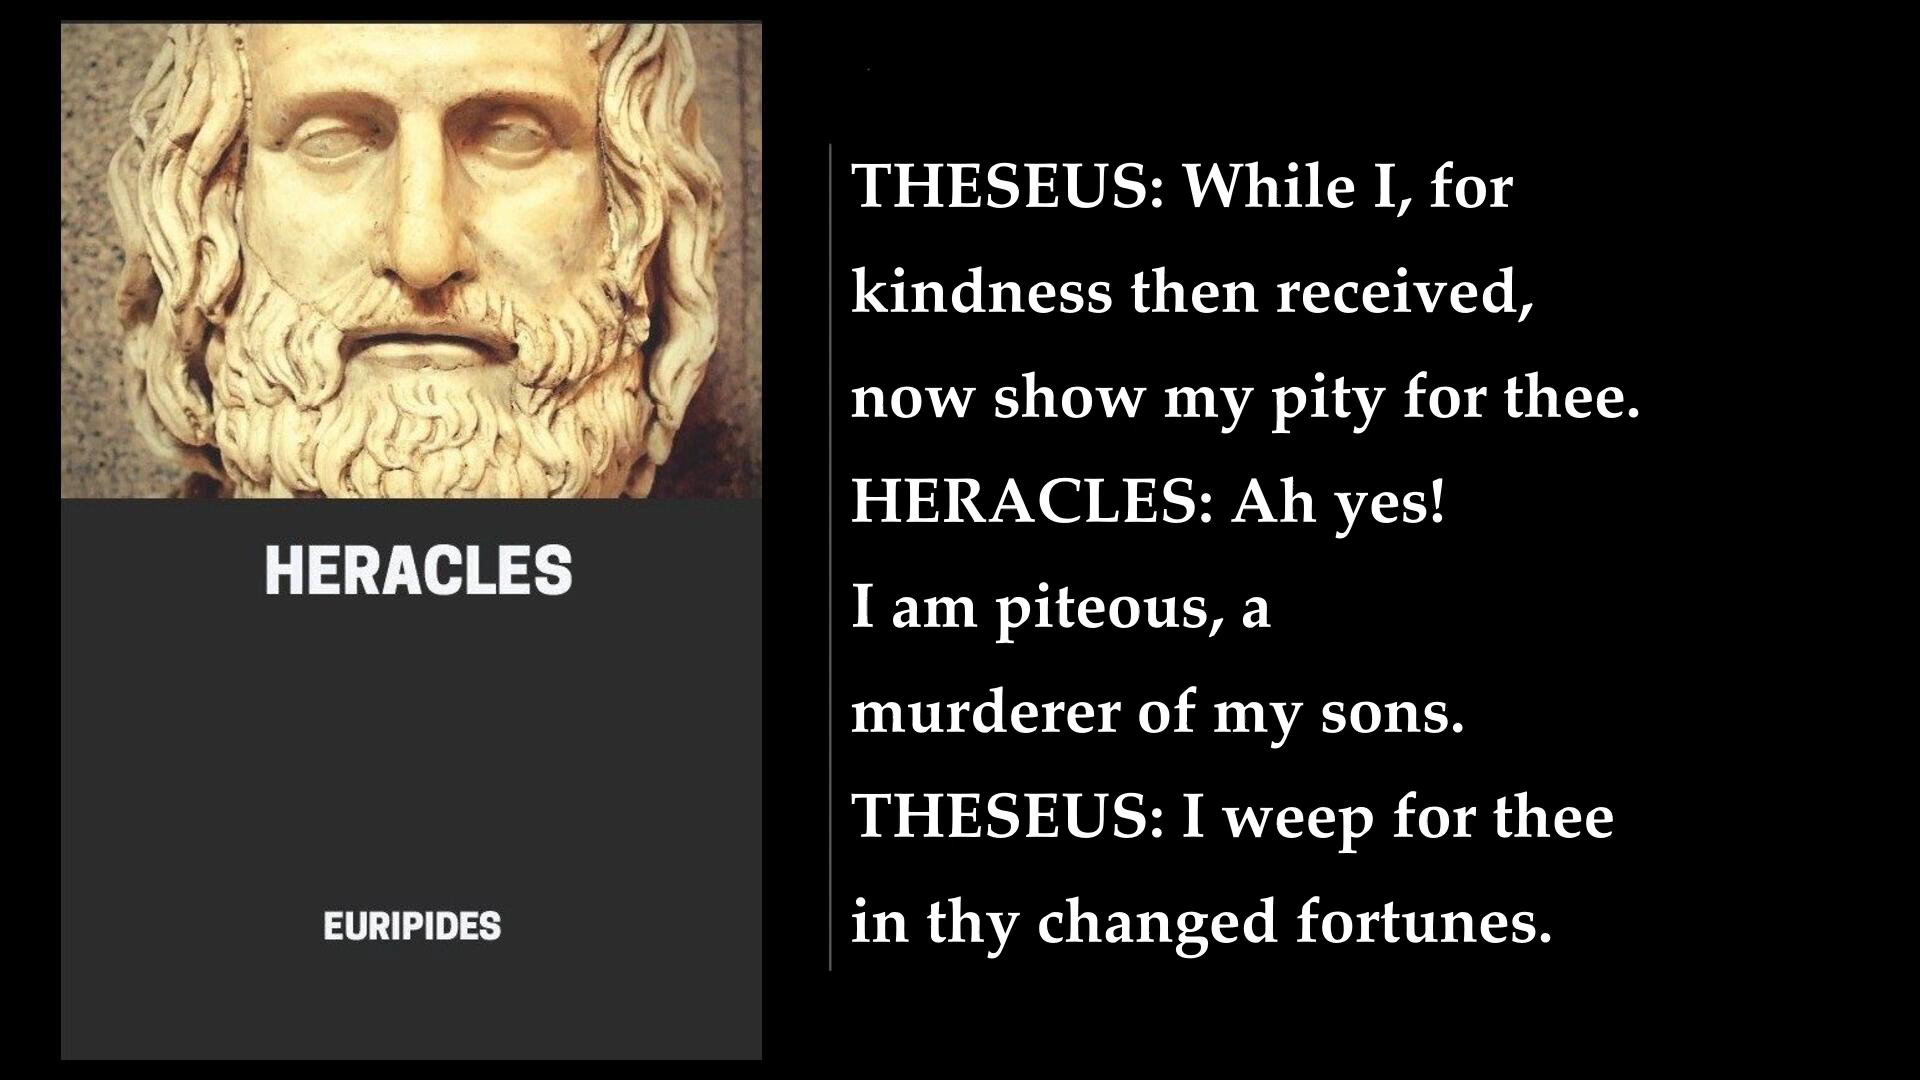 HERACLES
EURIPIDES
THESEUS: While I, for
kindness then received,
now show my pity for thee.
HERACLES: Ah yes!
I am piteous, a
murderer of my sons.
THESEUS: I weep for thee
in thy changed fortunes.